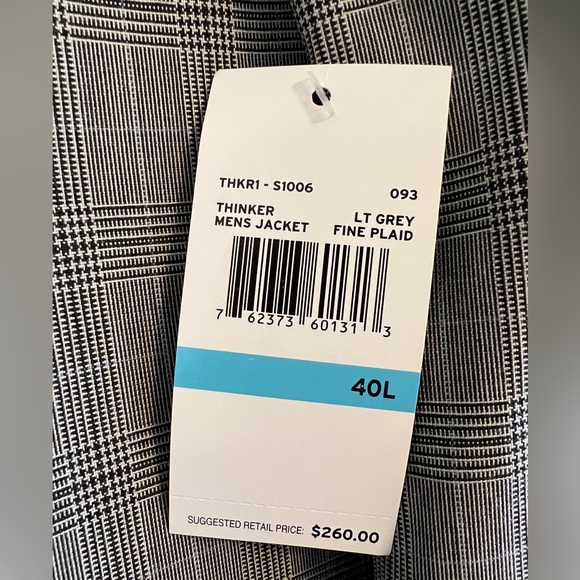 THKR1 - S1006 093
THINKER LT GREY
MENS JACKET FINE PLAID
7 62373 60131 3
40L
SUGGESTED RETAIL PRICE: $260.00